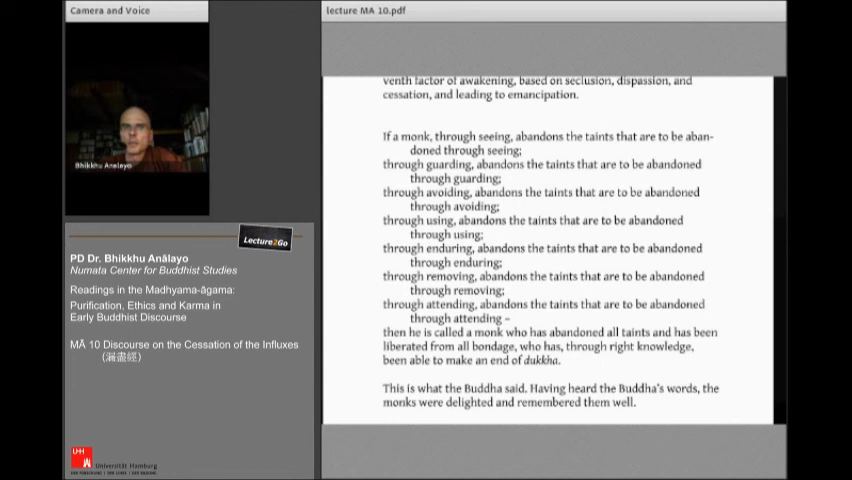 Camera and Voice
Bhikkhu Analayo
Lecture2Go
PD Dr. Bhikkhu Anālayo
Numata Center for Buddhist Studies
Readings in the Madhyama-āgama:
Purification, Ethics and Karma in
Early Buddhist Discourse
MĀ 10 Discourse on the Cessation of the Influxes
(漏盡經)
UH
Universität Hamburg
DER FORSCHUNG | DER LEHRE | DER BILDUNG
lecture MA 10.pdf
venth factor of awakening, based on seclusion, dispassion, and
cessation, and leading to emancipation.
If a monk, through seeing, abandons the taints that are to be aban-
doned through seeing;
through guarding, abandons the taints that are to be abandoned
through guarding;
through avoiding, abandons the taints that are to be abandoned
through avoiding;
through using, abandons the taints that are to be abandoned
through using;
through enduring, abandons the taints that are to be abandoned
through enduring;
through removing, abandons the taints that are to be abandoned
through removing;
through attending, abandons the taints that are to be abandoned
through attending –
then he is called a monk who has abandoned all taints and has been
liberated from all bondage, who has, through right knowledge,
been able to make an end of dukkha.
This is what the Buddha said. Having heard the Buddha's words, the
monks were delighted and remembered them well.